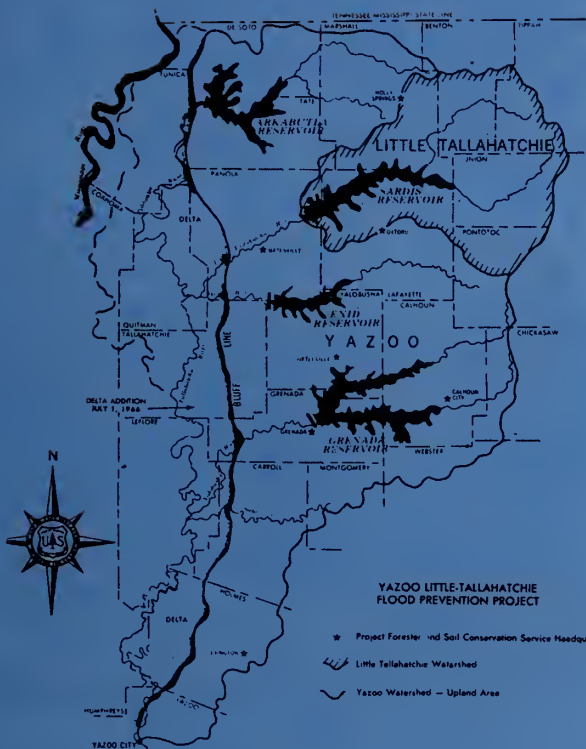 TENNESSEE MISSISSIPPI STATE LINE
DE SOTO
MARSHALL
BENTON
TIPPAH
TUNICA
TATE
HOLLY
SPRINGS
ARKABUTLA
RESERVOIR
LITTLE TALLAHATCHIE
UNION
PANOLA
SARDIS
RESERVOIR
COAHOMA
DELTA
OXFORD
PONTOTOC
BATESVILLE
YALOBUSHA
LAFAYETTE
CALHOUN
ENID
RESERVOIR
QUITMAN
TALLAHATCHIE
YAZOO
CHICKASAW
LINE
BLUFF
DELTA ADDITION
JULY 1, 1966
LEFLORE
GRENADA
CALHOUN
CITY
GRENADA
GRENADA
RESERVOIR
WEBSTER
CARROLL
MONTGOMERY
N
U S
HOLMES
DELTA
YAZOO LITTLE-TALLAHATCHIE
FLOOD PREVENTION PROJECT
Project Forester and Soil Conservation Service Headqu
Little Tallahatchie Watershed
Yazoo Watershed — Upland Area
YAZOO
HUMPHREYS
YAZOO CITY